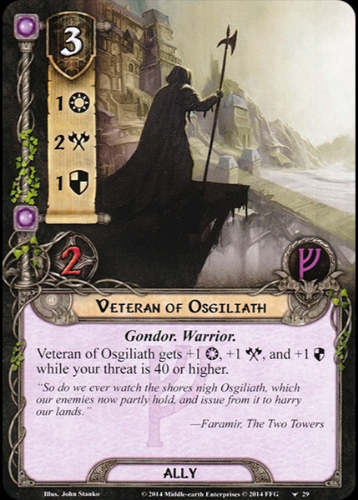 3
1
2
1
2
VETERAN OF OSGILIATH
Gondor. Warrior.
Veteran of Osgiliath gets +1 , +1 , and +1
while your threat is 40 or higher.
"So do we ever watch the shores nigh Osgiliath, which
our enemies now partly hold, and issue from it to harry
our lands."
—Faramir, The Two Towers
ALLY
Illus. John Stanko
© 2014 Middle-earth Enterprises © 2014 FFG
29